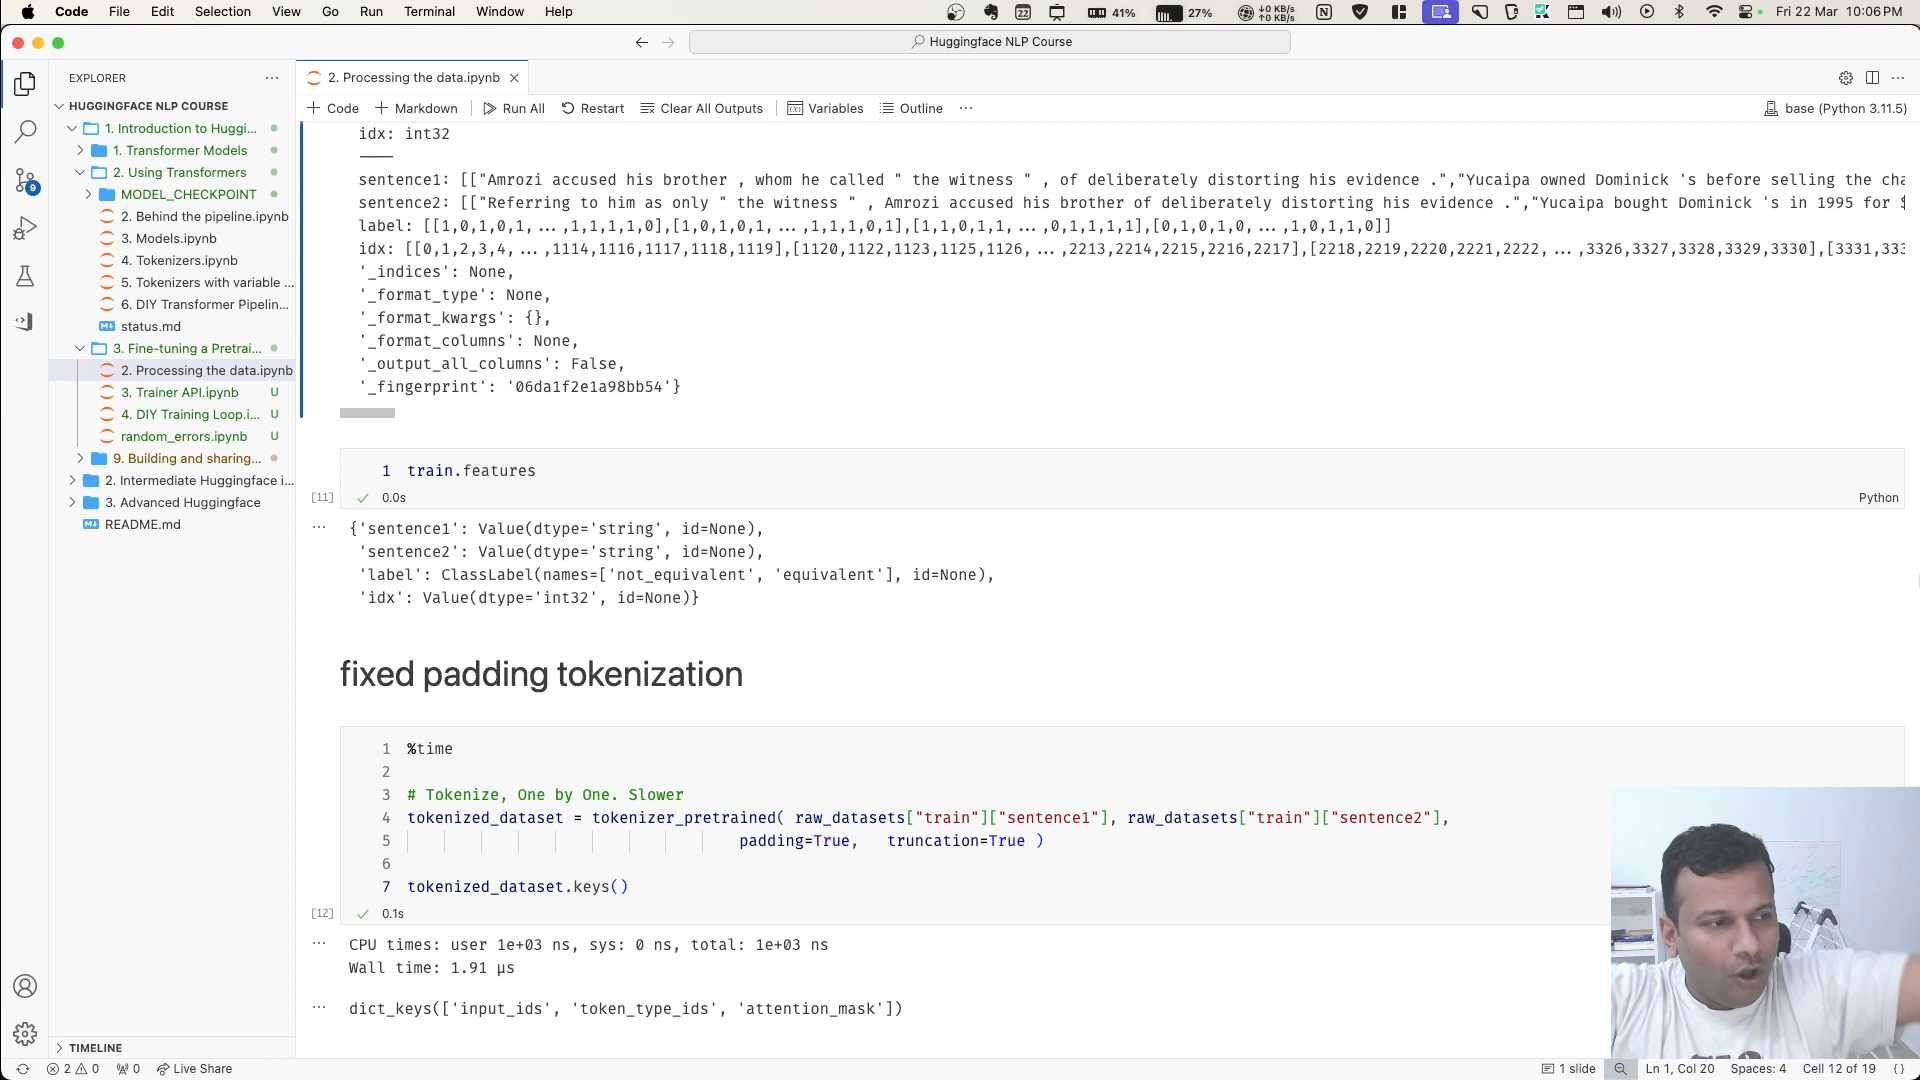 Code File Edit Selection View Go Run Terminal Window Help 22 41% 27% 0 KB/s 0 KB/s Fri 22 Mar 10:06 PM
Huggingface NLP Course
EXPLORER
HUGGINGFACE NLP COURSE
1. Introduction to Huggi...
1. Transformer Models
2. Using Transformers
MODEL_CHECKPOINT
2. Behind the pipeline.ipynb
3. Models.ipynb
4. Tokenizers.ipynb
5. Tokenizers with variable ...
6. DIY Transformer Pipelin...
status.md
3. Fine-tuning a Pretrai...
2. Processing the data.ipynb
3. Trainer API.ipynb U
4. DIY Training Loop.i... U
random_errors.ipynb U
9. Building and sharing...
2. Intermediate Huggingface i...
3. Advanced Huggingface
README.md
TIMELINE
9
2. Processing the data.ipynb
Code Markdown Run All Restart Clear All Outputs Variables Outline ... base (Python 3.11.5)
idx: int32
----
sentence1: [["Amrozi accused his brother , whom he called " the witness " , of deliberately distorting his evidence .","Yucaipa owned Dominick 's before selling the cha
sentence2: [["Referring to him as only " the witness " , Amrozi accused his brother of deliberately distorting his evidence .","Yucaipa bought Dominick 's in 1995 for $
label: [[1,0,1,0,1,...,1,1,1,1,0],[1,0,1,0,1,...,1,1,1,0,1],[1,1,0,1,1,...,0,1,1,1,1],[0,1,0,1,0,...,1,0,1,1,0]]
idx: [[0,1,2,3,4,...,1114,1116,1117,1118,1119],[1120,1122,1123,1125,1126,...,2213,2214,2215,2216,2217],[2218,2219,2220,2221,2222,...,3326,3327,3328,3329,3330],[3331,333
'_indices': None,
'_format_type': None,
'_format_kwargs': {},
'_format_columns': None,
'_output_all_columns': False,
'_fingerprint': '06da1f2e1a98bb54'}
1 train.features
[11] 0.0s Python
{'sentence1': Value(dtype='string', id=None),
'sentence2': Value(dtype='string', id=None),
'label': ClassLabel(names=['not_equivalent', 'equivalent'], id=None),
'idx': Value(dtype='int32', id=None)}
fixed padding tokenization
1 %time
2
3 # Tokenize, One by One. Slower
4 tokenized_dataset = tokenizer_pretrained( raw_datasets["train"]["sentence1"], raw_datasets["train"]["sentence2"],
5 padding=True, truncation=True )
6
7 tokenized_dataset.keys()
[12] 0.1s
CPU times: user 1e+03 ns, sys: 0 ns, total: 1e+03 ns
Wall time: 1.91 µs
dict_keys(['input_ids', 'token_type_ids', 'attention_mask'])
2 0 0 Live Share 1 slide Ln 1, Col 20 Spaces: 4 Cell 12 of 19 {}